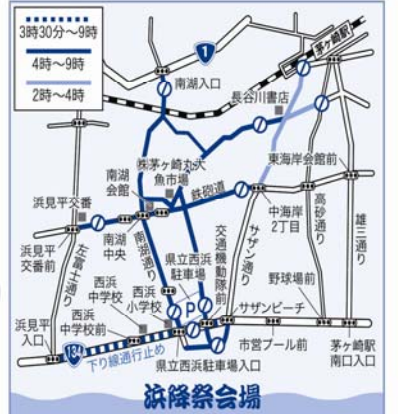 3時30分～9時
4時～9時
2時～4時
1
茅ヶ崎駅
南湖入口
長谷川書店
㈱茅ヶ崎丸大
魚市場
東海岸会館前
南湖
会館
鉄砲道
浜見平交番
浜見平
交番前
左富士通り
南湖
中央
南湖通り
県立西浜
駐車場
交通機動隊前
サザン通り
中海岸
2丁目
高砂通り
雄三通り
野球場前
西浜
小学校
P
西浜
中学校
西浜
中学校前
サザンビーチ
浜見平
入口
134
下り線通行止め
県立西浜駐車場入口
市営プール前
茅ヶ崎駅
南口入口
浜降祭会場